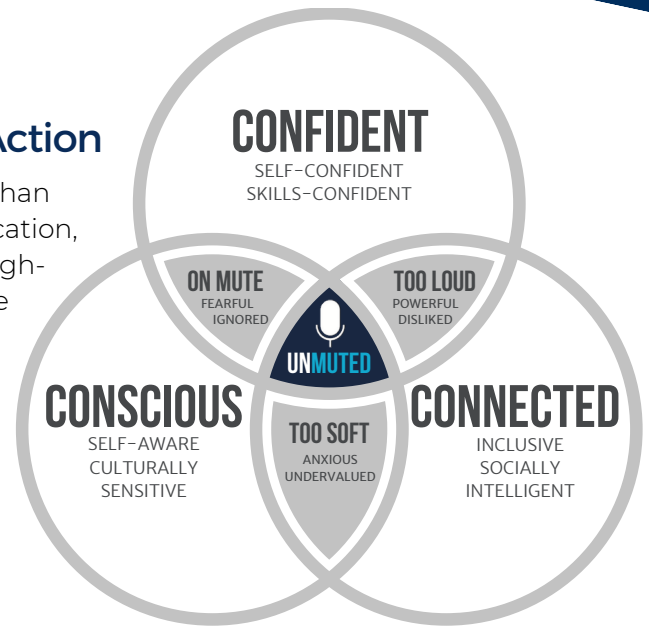 Action
han
cation,
gh-
e
CONFIDENT
SELF-CONFIDENT
SKILLS-CONFIDENT
ON MUTE
FEARFUL
IGNORED
TOO LOUD
POWERFUL
DISLIKED
UNMUTED
CONSCIOUS
SELF-AWARE
CULTURALLY
SENSITIVE
TOO SOFT
ANXIOUS
UNDERVALUED
CONNECTED
INCLUSIVE
SOCIALLY
INTELLIGENT